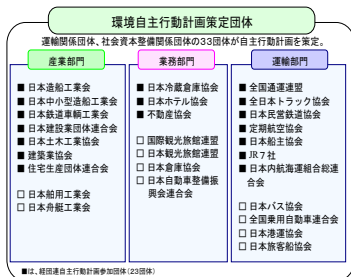 環境自主行動計画策定団体
運輸関係団体、社会資本整備関係団体の33団体が自主行動計画を策定。
産業部門
■ 日本造船工業会
■ 日本中小型造船工業会
■ 日本鉄道車輌工業会
■ 日本建設業団体連合会
■ 日本土木工業協会
■ 建築業協会
■ 住宅生産団体連合会
□ 日本舶用工業会
□ 日本舟艇工業会
業務部門
■ 日本冷蔵倉庫協会
■ 日本ホテル協会
■ 不動産協会
□ 国際観光旅館連盟
□ 日本観光旅館連盟
□ 日本倉庫協会
□ 日本自動車整備振
興会連合会
運輸部門
■ 全国通運連盟
■ 全日本トラック協会
■ 日本民営鉄道協会
■ 定期航空協会
■ 日本船主協会
■ JR7社
■ 日本内航海運組合総連
合会
□ 日本バス協会
□ 全国乗用自動車連合会
□ 日本港運協会
□ 日本旅客船協会
■は、経団連自主行動計画参加団体(23団体)